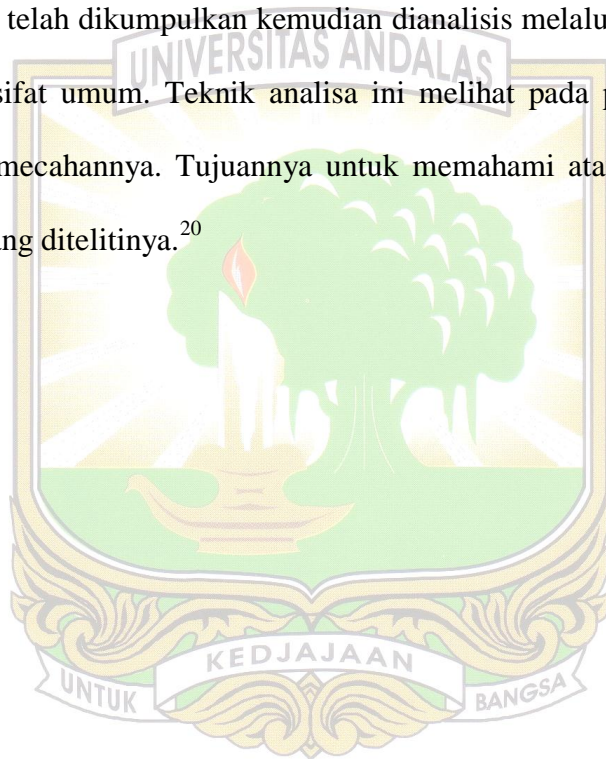 telah dikumpulkan kemudian dianalisis melalu
UNIVERSITAS ANDALAS
sifat umum. Teknik analisa ini melihat pada p
mecahannya. Tujuannya untuk memahami ata
ang ditelitinya.20
KEDJAJAAN
UNTUK BANGSA